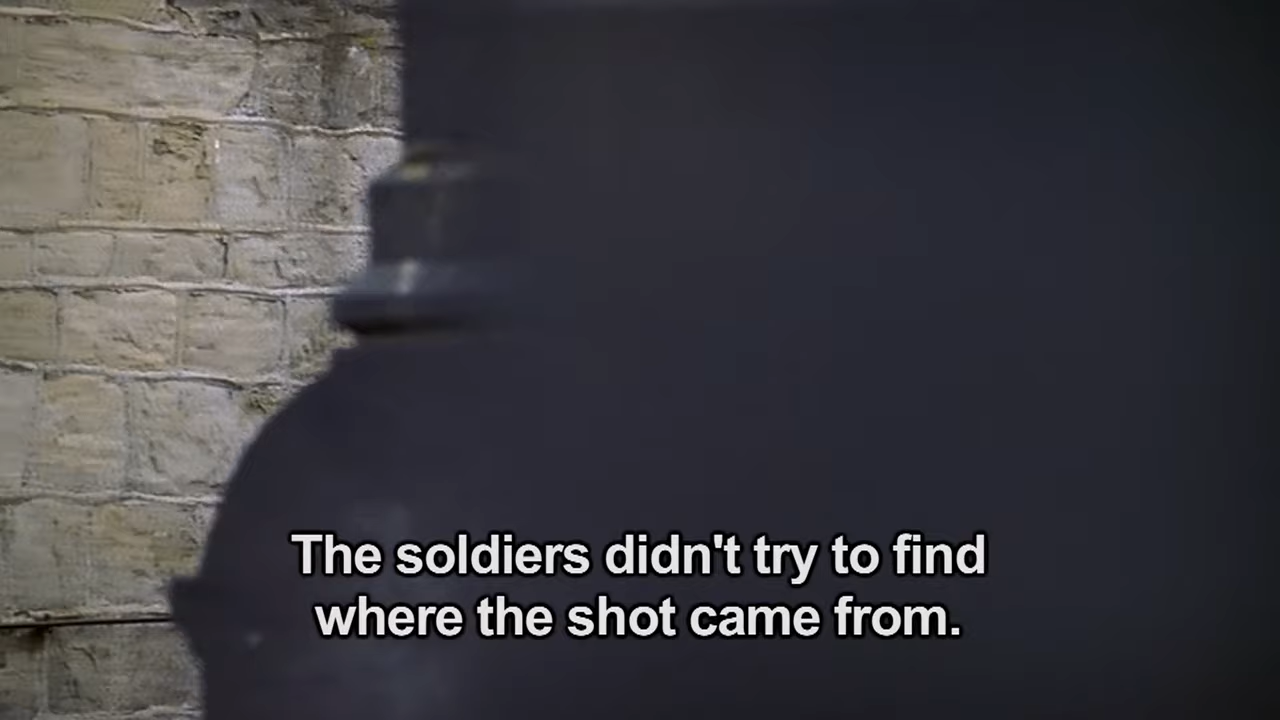 The soldiers didn't try to find
where the shot came from.